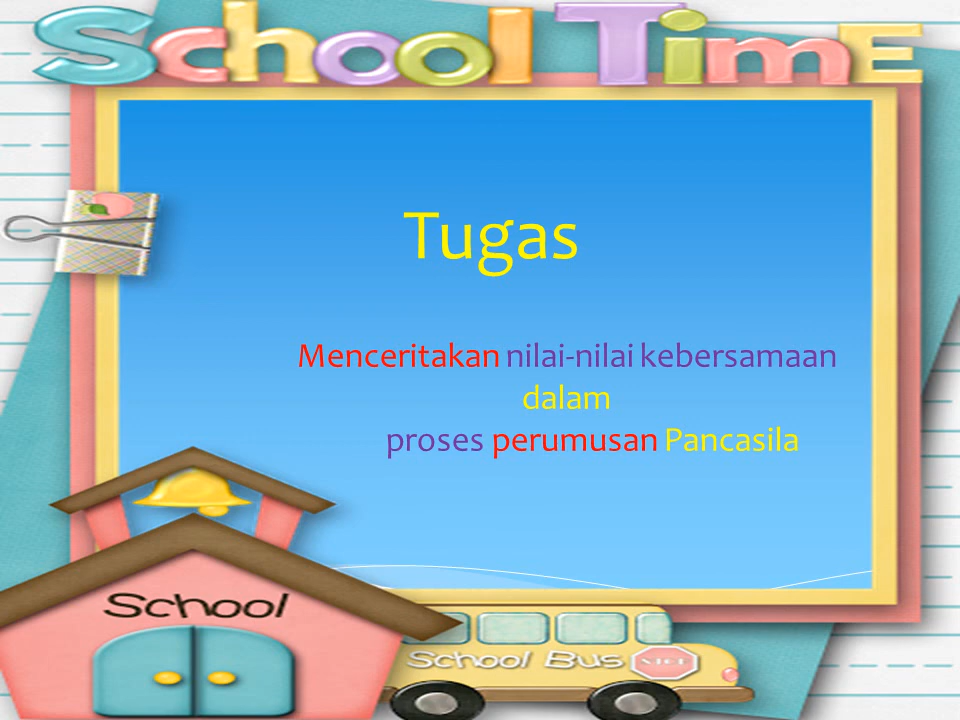 School TimE
Tugas
Menceritakan nilai-nilai kebersamaan
dalam
proses perumusan Pancasila
School
School Bus